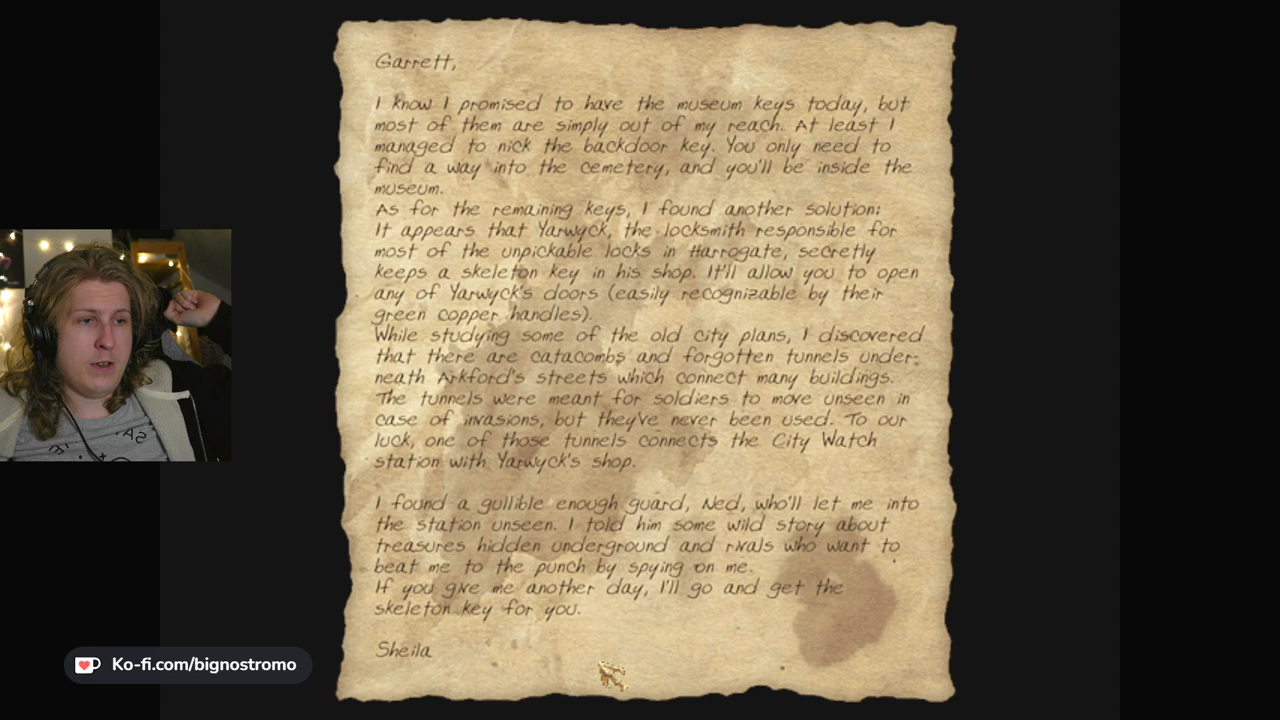 Garrett,
I know I promised to have the museum keys today, but
most of them are simply out of my reach. At least I
managed to nick the backdoor key. You only need to
find a way into the cemetery, and you'll be inside the
museum.
As for the remaining keys, I found another solution:
It appears that Yarwyck, the locksmith responsible for
most of the unpickable locks in Harrogate, secretly
keeps a skeleton key in his shop. It'll allow you to open
any of Yarwyck's doors (easily recognizable by their
green copper handles).
While studying some of the old city plans, I discovered
that there are catacombs and forgotten tunnels under-
neath Arkford's streets which connect many buildings.
The tunnels were meant for soldiers to move unseen in
case of invasions, but they've never been used. To our
luck, one of those tunnels connects the City Watch
station with Yarwyck's shop.
I found a gullible enough guard, Ned, who'll let me into
the station unseen. I told him some wild story about
treasures hidden underground and rivals who want to
beat me to the punch by spying on me.
If you give me another day, I'll go and get the
skeleton key for you.
Sheila
Ko-fi.com/bignostromo